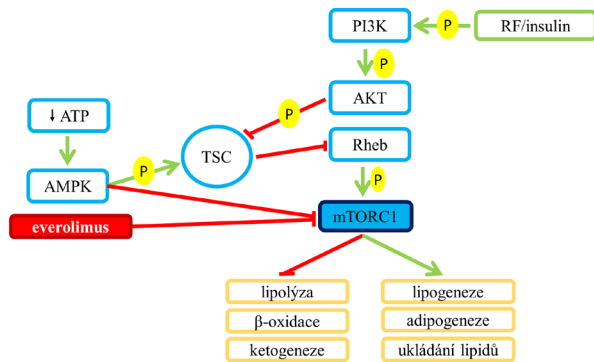 PI3K
P
RF/insulin
P
↓ ATP
AKT
P
TSC
Rheb
P
AMPK
P
everolimus
mTORC1
lipolýza
lipogeneze
β-oxidace
adipogeneze
ketogeneze
ukládání lipidů